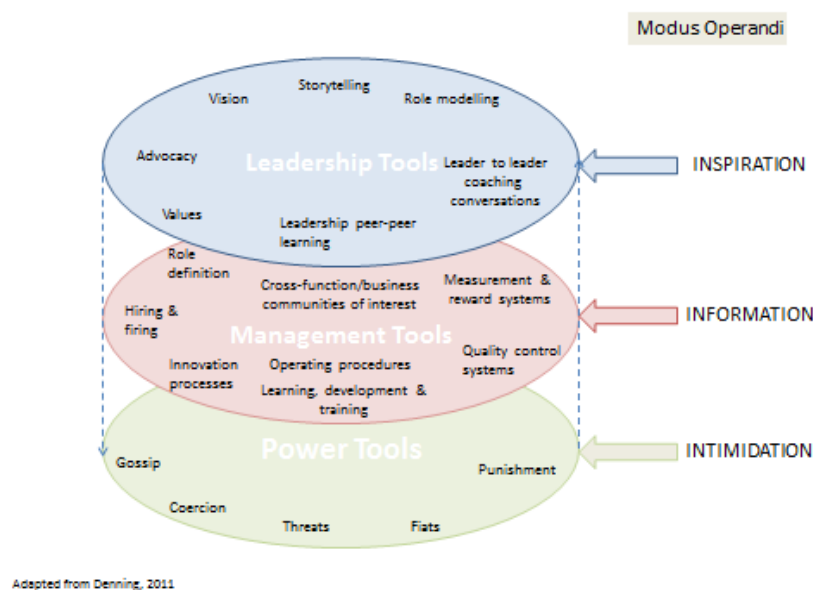 Modus Operandi
Storytelling
Vision
Role modelling
Advocacy
Leadership Tools
Leader to leader
coaching
conversations
INSPIRATION
Values
Leadership peer-peer
learning
Role
definition
Cross-function/business
communities of interest
Measurement &
reward systems
Hiring &
firing
INFORMATION
Management Tools
Innovation
processes
Operating procedures
Quality control
systems
Learning, development &
training
Power Tools
INTIMIDATION
Gossip
Punishment
Coercion
Threats
Fiats
Adapted from Denning, 2011